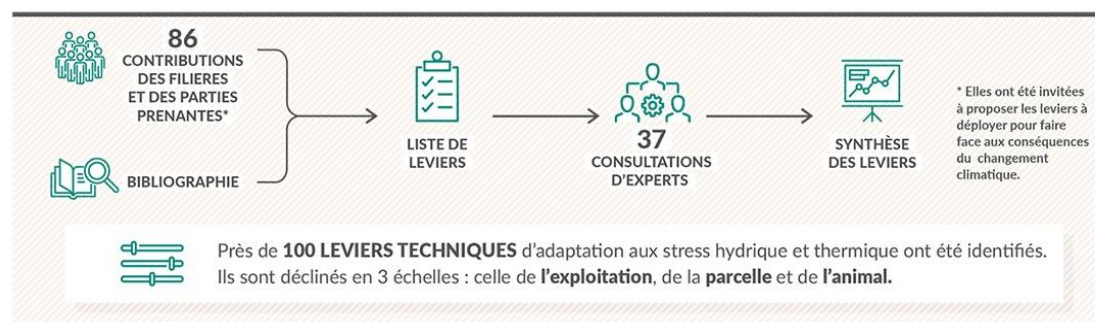 86
CONTRIBUTIONS
DES FILIERES
ET DES PARTIES
PRENANTES*
BIBLIOGRAPHIE
LISTE DE
LEVIERS
37
CONSULTATIONS
D'EXPERTS
SYNTHÈSE
DES LEVIERS
* Elles ont été invitées
à proposer les leviers à
déployer pour faire
face aux conséquences
du changement
climatique.
Près de 100 LEVIERS TECHNIQUES d'adaptation aux stress hydrique et thermique ont été identifiés.
Ils sont déclinés en 3 échelles : celle de l'exploitation, de la parcelle et de l'animal.